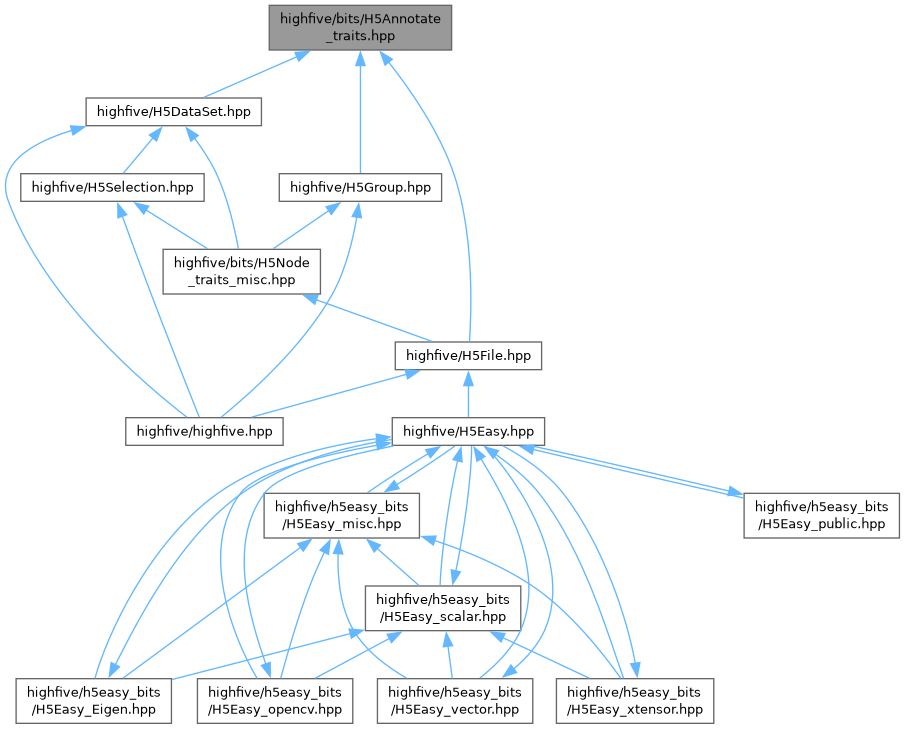 highfive/bits/H5Annotate
_traits.hpp
highfive/H5DataSet.hpp
highfive/H5Selection.hpp
highfive/H5Group.hpp
highfive/bits/H5Node
_traits_misc.hpp
highfive/H5File.hpp
highfive/highfive.hpp
highfive/H5Easy.hpp
highfive/h5easy_bits
/H5Easy_misc.hpp
highfive/h5easy_bits
/H5Easy_public.hpp
highfive/h5easy_bits
/H5Easy_scalar.hpp
highfive/h5easy_bits
/H5Easy_Eigen.hpp
highfive/h5easy_bits
/H5Easy_opencv.hpp
highfive/h5easy_bits
/H5Easy_vector.hpp
highfive/h5easy_bits
/H5Easy_xtensor.hpp